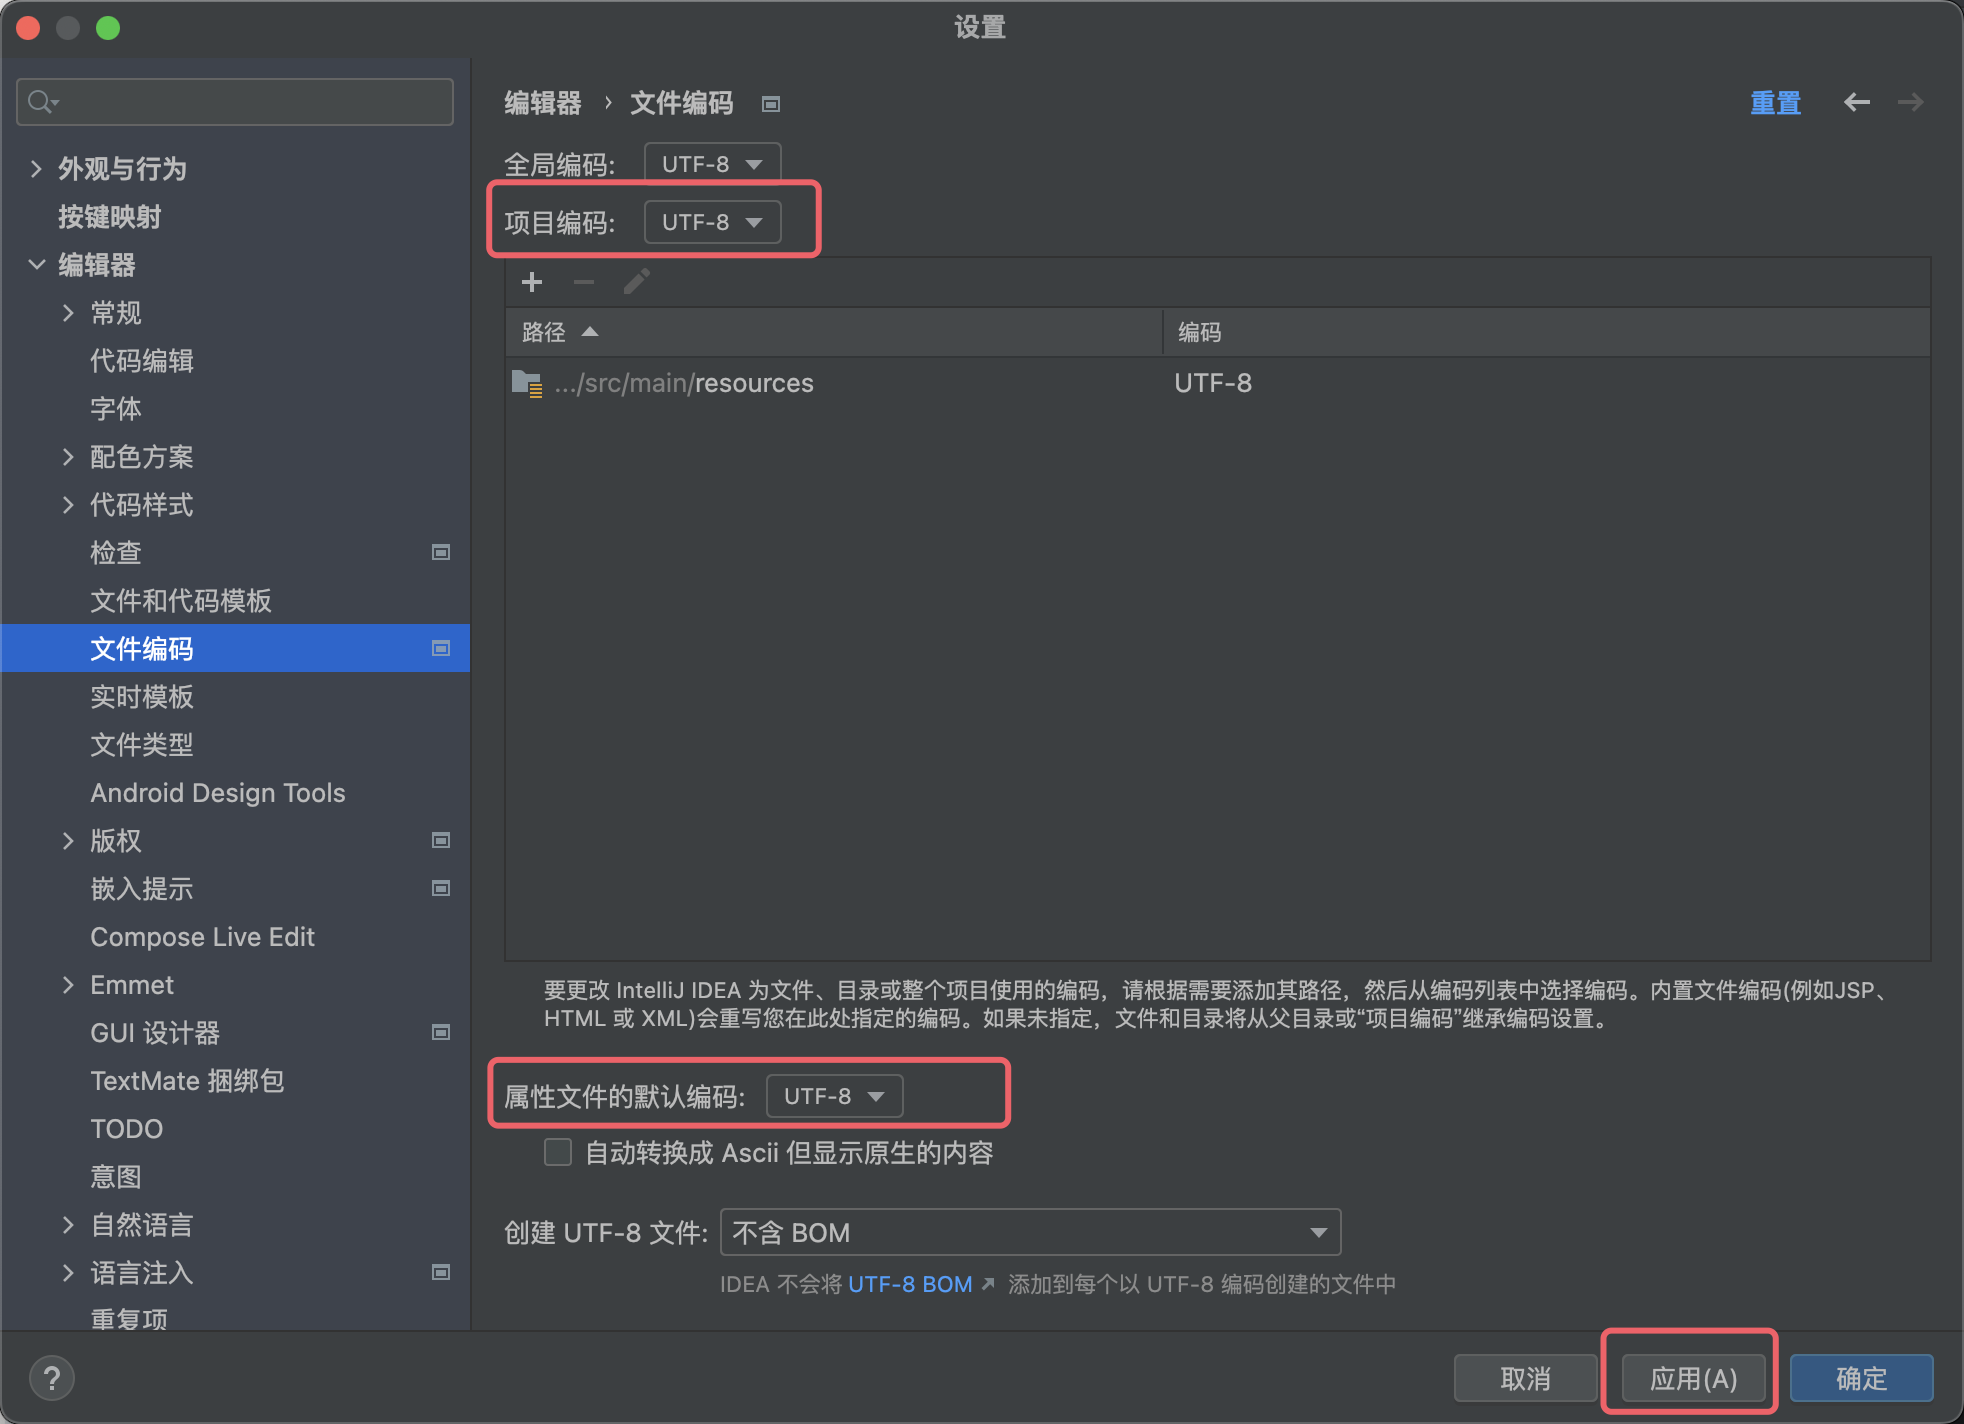 设置
外观与行为
按键映射
编辑器
常规
代码编辑
字体
配色方案
代码样式
检查
文件和代码模板
文件编码
实时模板
文件类型
Android Design Tools
版权
嵌入提示
Compose Live Edit
Emmet
GUI 设计器
TextMate 捆绑包
TODO
意图
自然语言
语言注入
重复项
编辑器 › 文件编码
重置
全局编码: UTF-8
项目编码: UTF-8
路径 编码
.../src/main/resources UTF-8
要更改 IntelliJ IDEA 为文件、目录或整个项目使用的编码，请根据需要添加其路径，然后从编码列表中选择编码。内置文件编码(例如JSP、
HTML 或 XML)会重写您在此处指定的编码。如果未指定，文件和目录将从父目录或“项目编码”继承编码设置。
属性文件的默认编码: UTF-8
自动转换成 Ascii 但显示原生的内容
创建 UTF-8 文件: 不含 BOM
IDEA 不会将 UTF-8 BOM ↗ 添加到每个以 UTF-8 编码创建的文件中
?
取消
应用(A)
确定